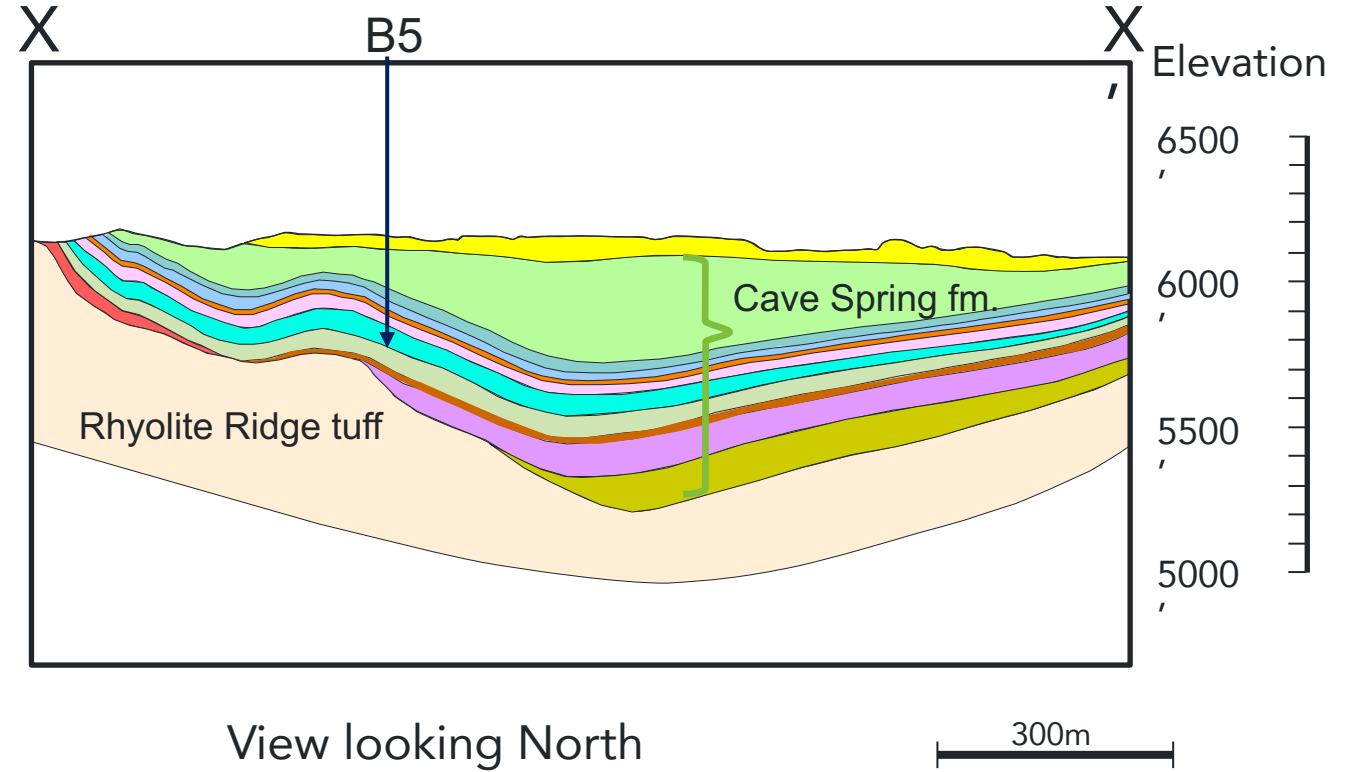 X
B5
X
’
Elevation
6500
’
Cave Spring fm.
6000
’
Rhyolite Ridge tuff
5500
’
5000
’
View looking North
300m